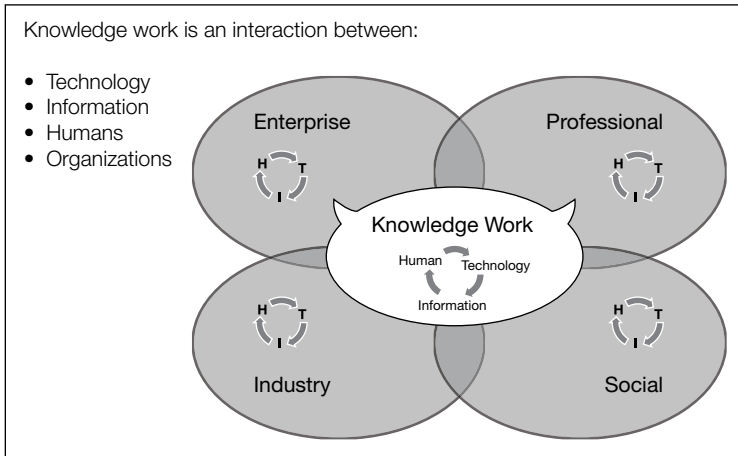 Knowledge work is an interaction between:
• Technology
• Information
• Humans
• Organizations
Enterprise
H
T
I
Professional
H
T
I
Knowledge Work
Human
Technology
Information
H
T
I
Industry
H
T
I
Social